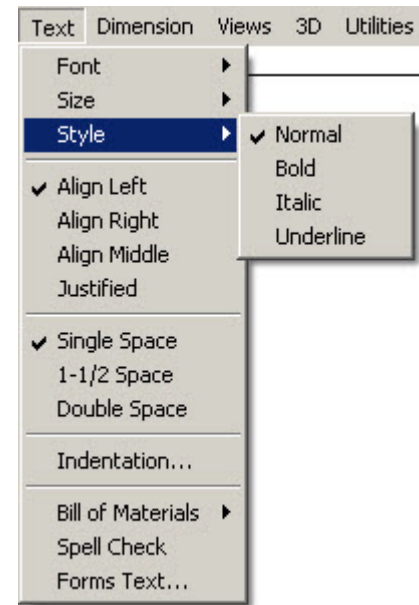 Text Dimension Views 3D Utilities
Font
Size
Style
Normal
Bold
Italic
Underline
Align Left
Align Right
Align Middle
Justified
Single Space
1-1/2 Space
Double Space
Indentation...
Bill of Materials
Spell Check
Forms Text...